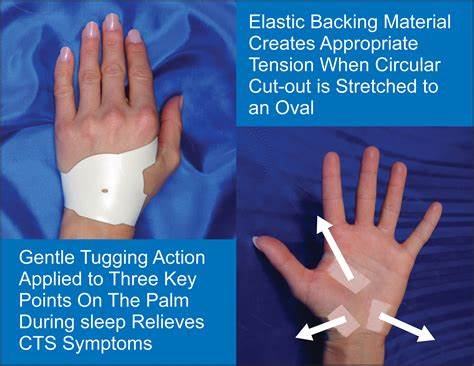 Elastic Backing Material
Creates Appropriate
Tension When Circular
Cut-out is Stretched to
an Oval
Gentle Tugging Action
Applied to Three Key
Points On The Palm
During sleep Relieves
CTS Symptoms